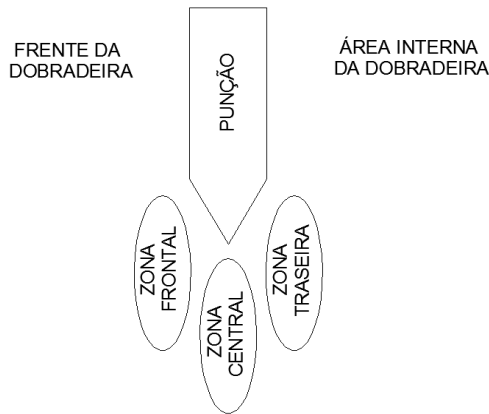 FRENTE DA
DOBRADEIRA
PUNÇÃO
ÁREA INTERNA
DA DOBRADEIRA
ZONA
FRONTAL
ZONA
CENTRAL
ZONA
TRASEIRA